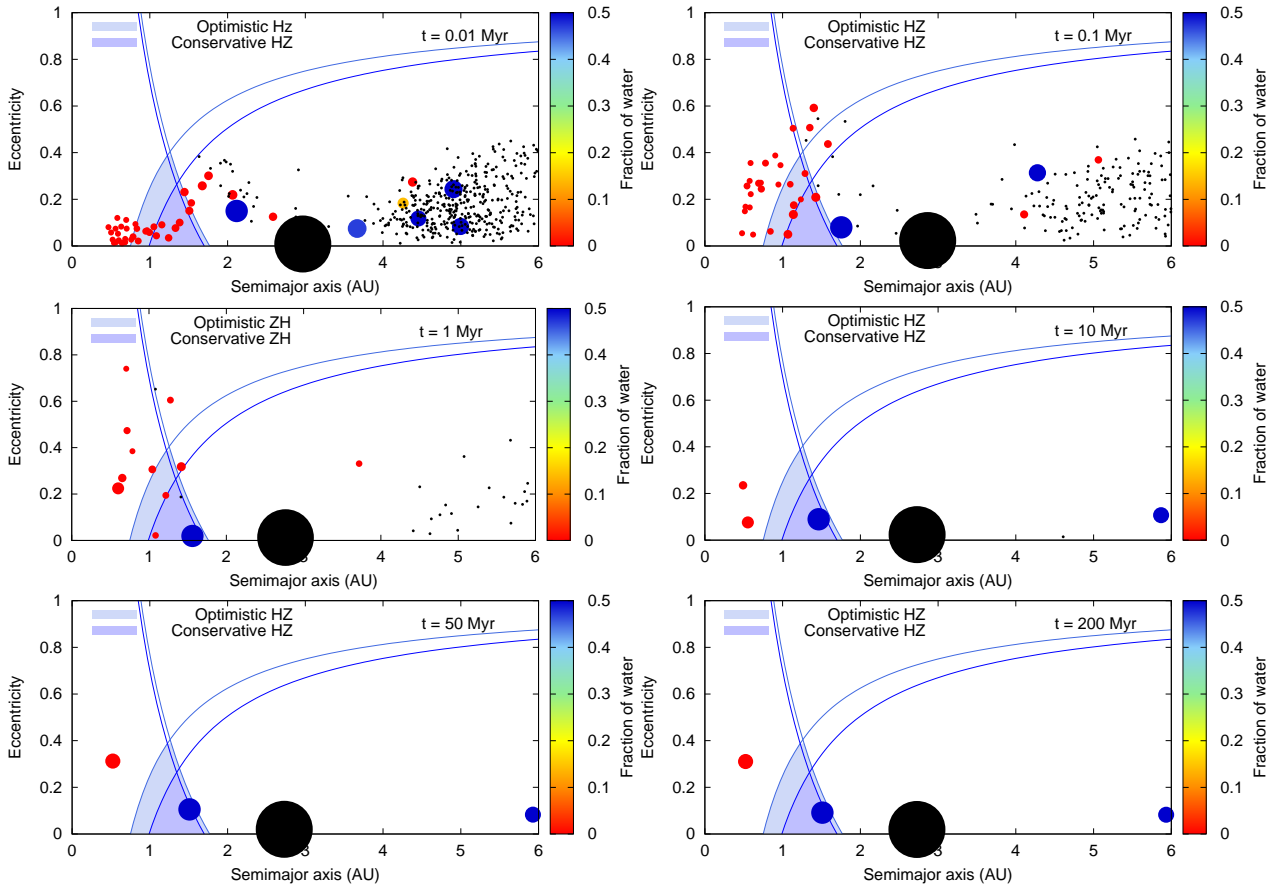 Optimistic Hz
Conservative HZ
t = 0.01 Myr
Eccentricity
1
0.8
0.6
0.4
0.2
0
0 1 2 3 4 5 6
Semimajor axis (AU)
0.5
0.4
0.3
0.2
0.1
0
Fraction of water
Optimistic HZ
Conservative HZ
t = 0.1 Myr
Eccentricity
1
0.8
0.6
0.4
0.2
0
0 1 2 3 4 5 6
Semimajor axis (AU)
0.5
0.4
0.3
0.2
0.1
0
Fraction of water
Optimistic ZH
Conservative ZH
t = 1 Myr
Eccentricity
1
0.8
0.6
0.4
0.2
0
0 1 2 3 4 5 6
Semimajor axis (AU)
0.5
0.4
0.3
0.2
0.1
0
Fraction of water
Optimistic HZ
Conservative HZ
t = 10 Myr
Eccentricity
1
0.8
0.6
0.4
0.2
0
0 1 2 3 4 5 6
Semimajor axis (AU)
0.5
0.4
0.3
0.2
0.1
0
Fraction of water
Optimistic HZ
Conservative HZ
t = 50 Myr
Eccentricity
1
0.8
0.6
0.4
0.2
0
0 1 2 3 4 5 6
Semimajor axis (AU)
0.5
0.4
0.3
0.2
0.1
0
Fraction of water
Optimistic HZ
Conservative HZ
t = 200 Myr
Eccentricity
1
0.8
0.6
0.4
0.2
0
0 1 2 3 4 5 6
Semimajor axis (AU)
0.5
0.4
0.3
0.2
0.1
0
Fraction of water